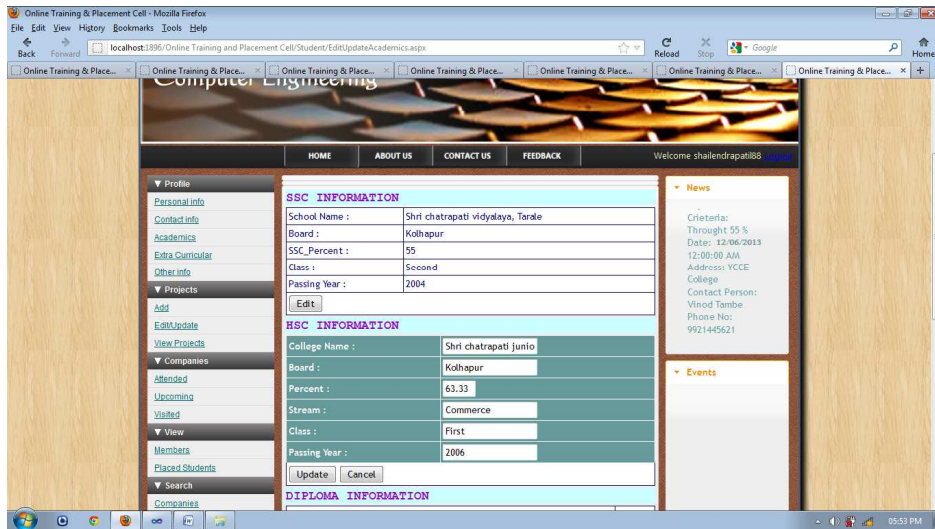 Online Training & Placement Cell - Mozilla Firefox
File Edit View History Bookmarks Tools Help
Back Forward localhost:1896/Online Training and Placement Cell/Student/EditUpdateAcademics.aspx Reload Stop Google Home
Online Training & Place... Online Training & Place... Online Training & Place... Online Training & Place... Online Training & Place... Online Training & Place... Online Training & Place...
Computer Engineering
HOME ABOUT US CONTACT US FEEDBACK Welcome shailendrapatil88
Profile
Personal info
Contact info
Academics
Extra Curricular
Other info
Projects
Add
Edit/Update
View Projects
Companies
Attended
Upcoming
Visited
View
Members
Placed Students
Search
Companies
SSC INFORMATION
School Name : Shri chatrapati vidyalaya, Tarale
Board : Kolhapur
SSC_Percent : 55
Class : Second
Passing Year : 2004
Edit
HSC INFORMATION
College Name : Shri chatrapati junio
Board : Kolhapur
Percent : 63.33
Stream : Commerce
Class : First
Passing Year : 2006
Update Cancel
DIPLOMA INFORMATION
News
Crieteria:
Throught 55 %
Date: 12/06/2013
12:00:00 AM
Address: YCCE
College
Contact Person:
Vinod Tambe
Phone No:
9921445621
Events
05:53 PM